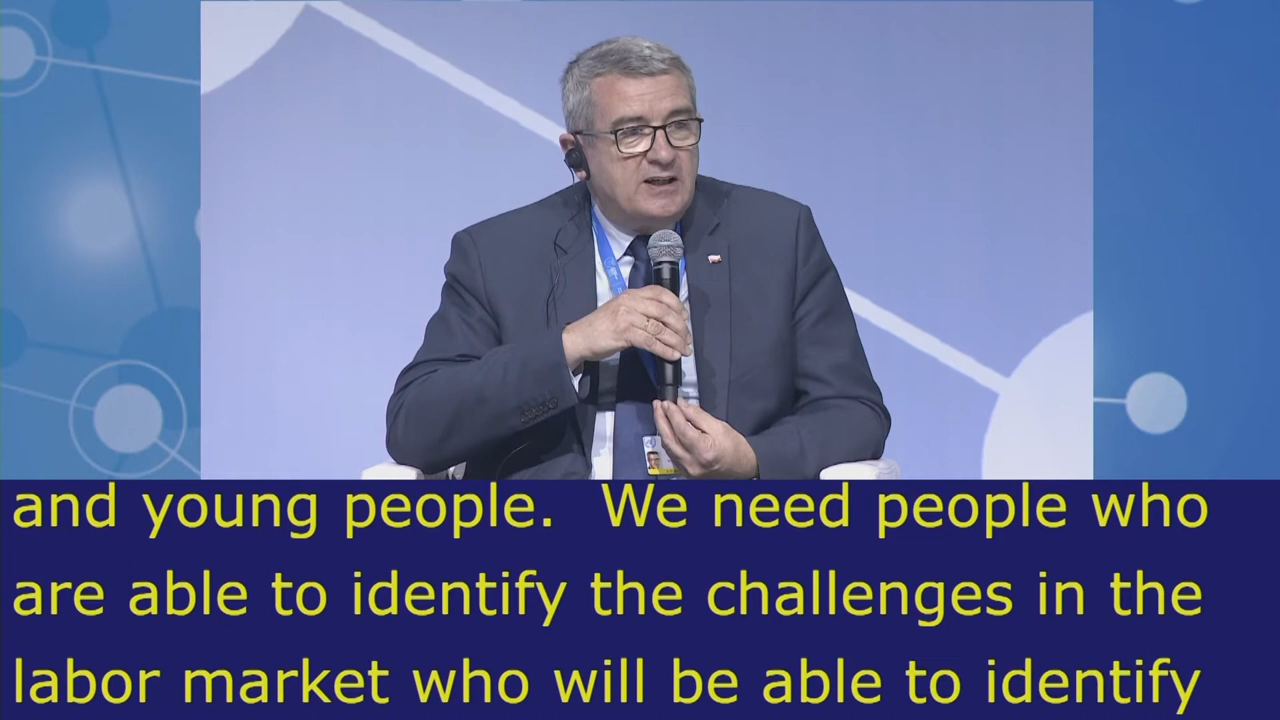 and young people.  We need people who
are able to identify the challenges in the
labor market who will be able to identify